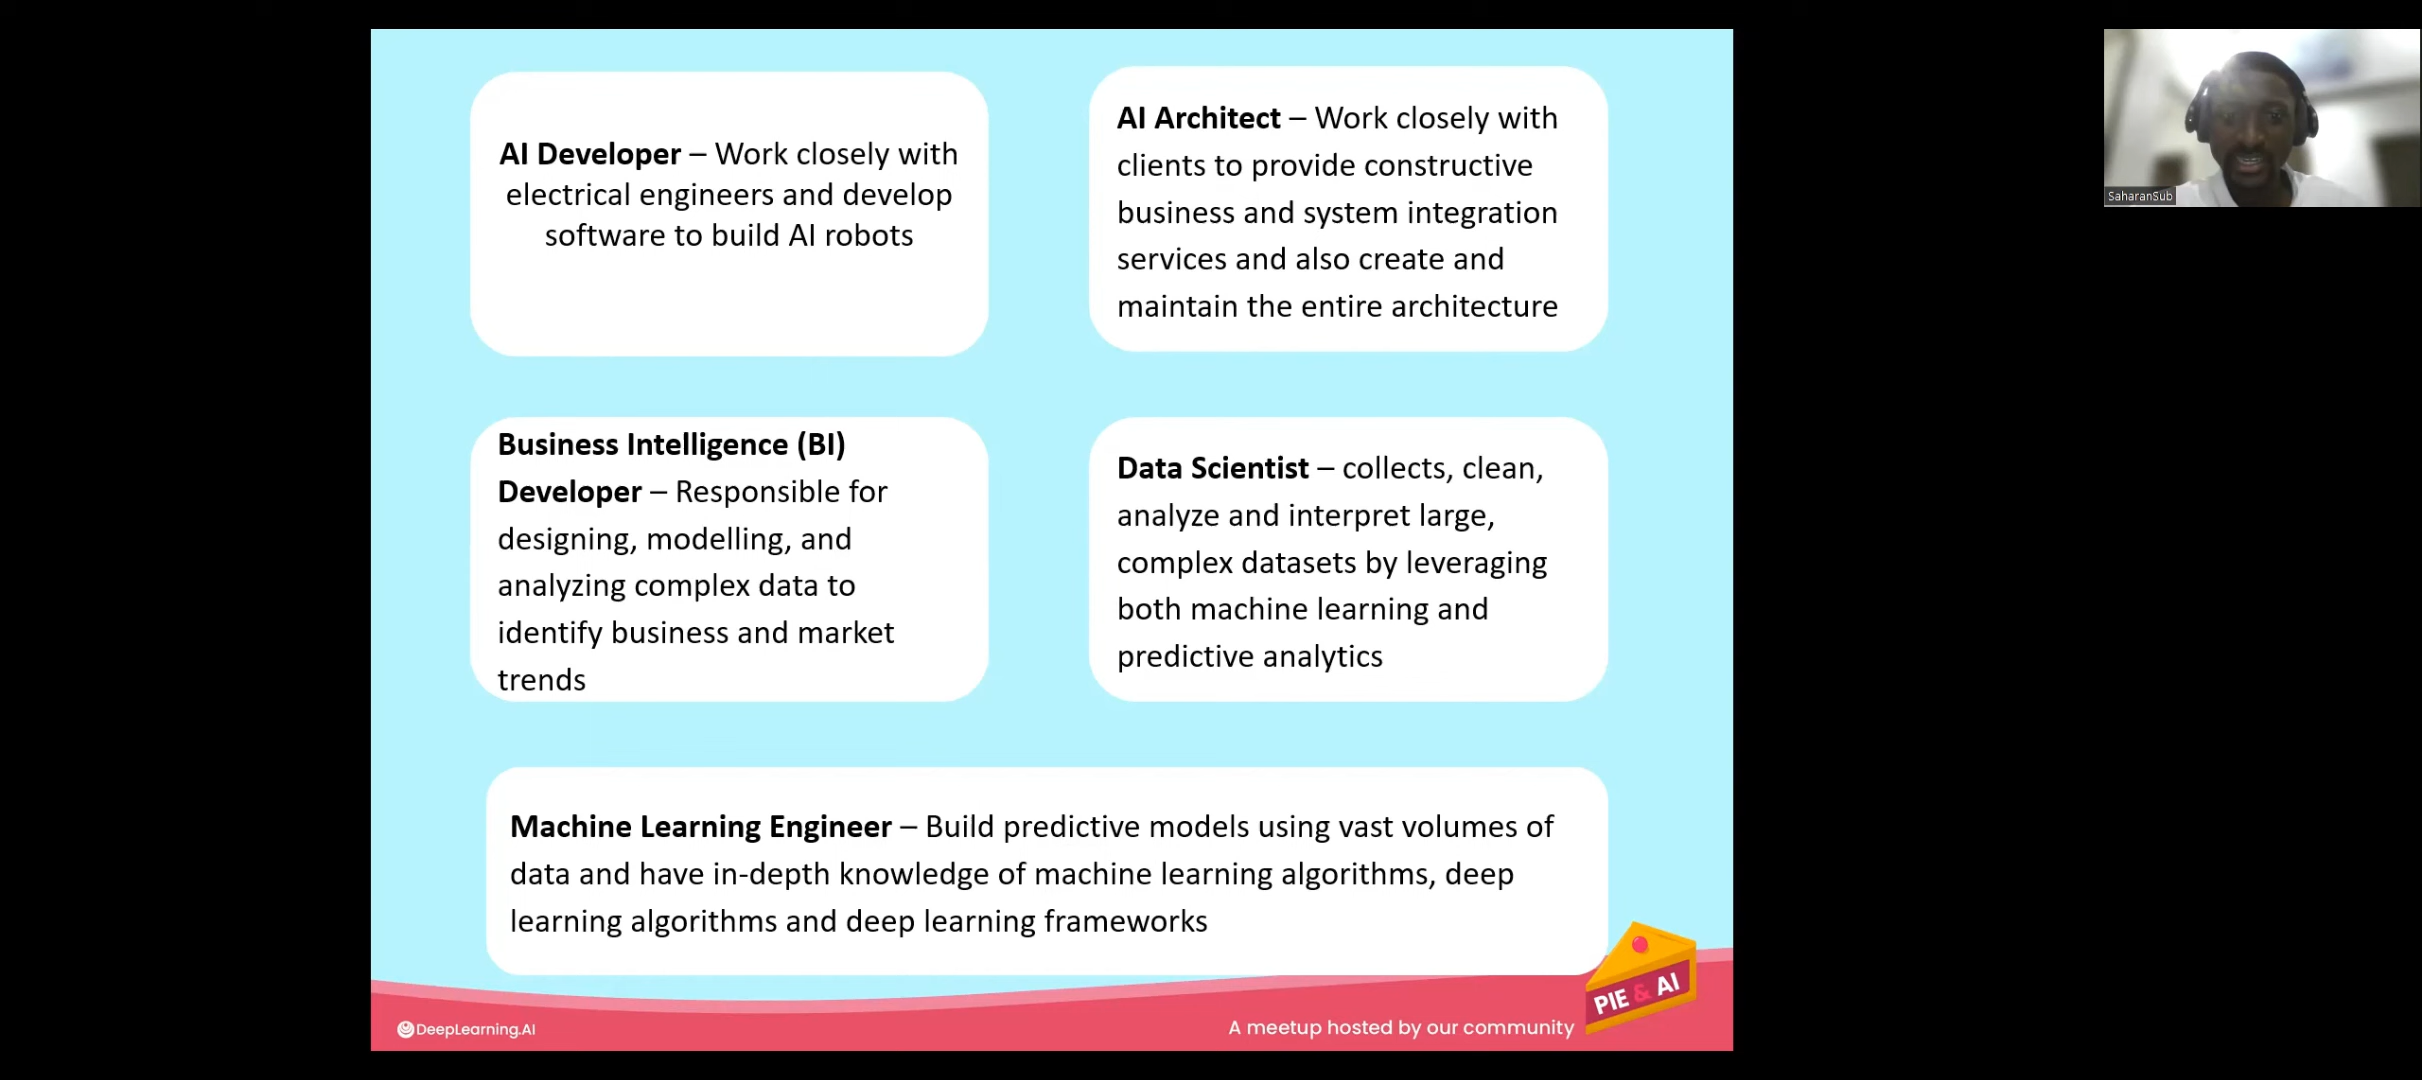 AI Developer – Work closely with
electrical engineers and develop
software to build AI robots
AI Architect – Work closely with
clients to provide constructive
business and system integration
services and also create and
maintain the entire architecture
Business Intelligence (BI)
Developer – Responsible for
designing, modelling, and
analyzing complex data to
identify business and market
trends
Data Scientist – collects, clean,
analyze and interpret large,
complex datasets by leveraging
both machine learning and
predictive analytics
Machine Learning Engineer – Build predictive models using vast volumes of
data and have in-depth knowledge of machine learning algorithms, deep
learning algorithms and deep learning frameworks
DeepLearning.AI
A meetup hosted by our community
PIE & AI
SaharanSub